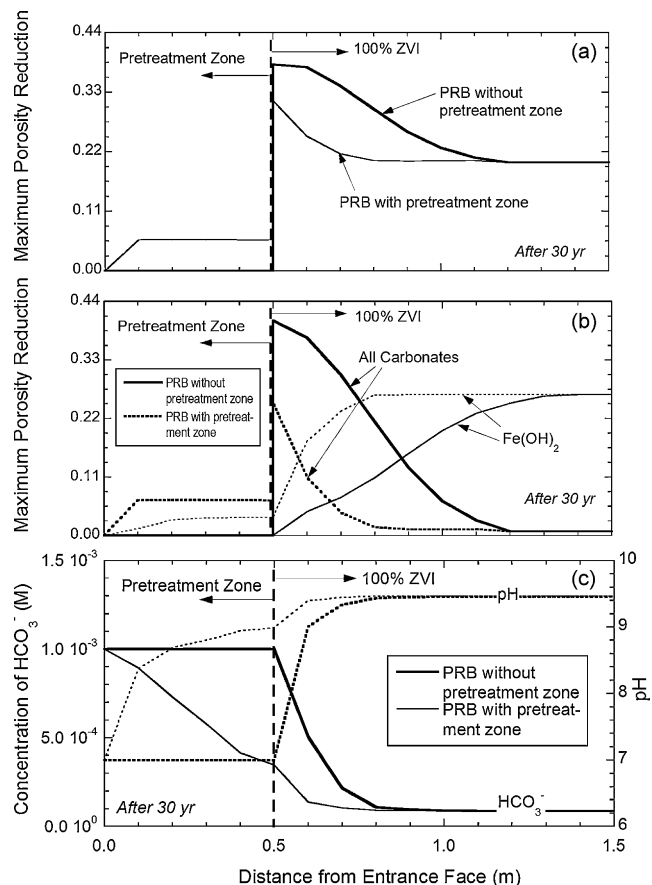 0.44
0.33
0.22
0.11
0.00
Maximum Porosity Reduction
Pretreatment Zone
100% ZVI
(a)
PRB without
pretreatment zone
PRB with pretreatment zone
After 30 yr
0.44
0.33
0.22
0.11
0.00
Maximum Porosity Reduction
Pretreatment Zone
100% ZVI
(b)
All Carbonates
PRB without
pretreatment zone
PRB with pretreat-
ment zone
Fe(OH)2
After 30 yr
1.5 10-3
1.0 10-3
5.0 10-4
0.0 100
Concentration of HCO3- (M)
Pretreatment Zone
100% ZVI
(c)
pH
PRB without
pretreatment zone
PRB with pretreat-
ment zone
HCO3-
After 30 yr
10
9
8
7
6
pH
0.0 0.5 1.0 1.5
Distance from Entrance Face (m)